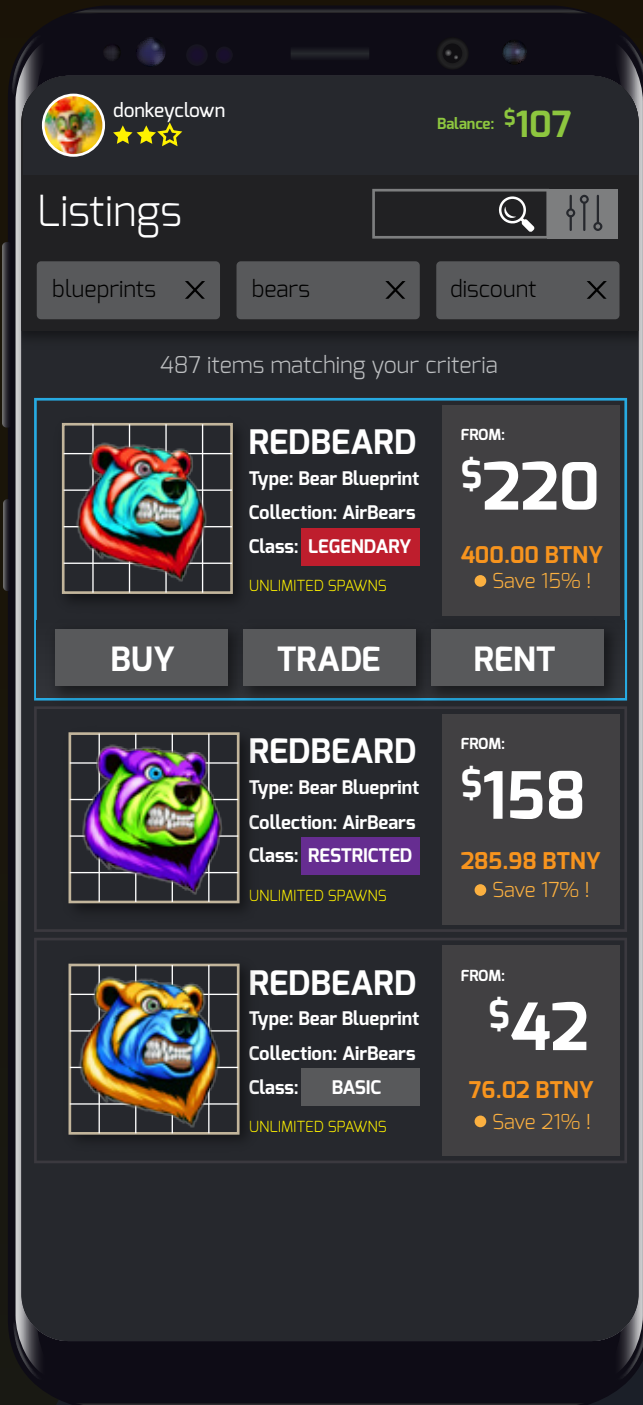 donkeyclown
Balance: $107
Listings
blueprints X bears X discount X
487 items matching your criteria
REDBEARD
Type: Bear Blueprint
Collection: AirBears
Class: LEGENDARY
UNLIMITED SPAWNS
FROM:
$220
400.00 BTNY
Save 15% !
BUY TRADE RENT
REDBEARD
Type: Bear Blueprint
Collection: AirBears
Class: RESTRICTED
UNLIMITED SPAWNS
FROM:
$158
285.98 BTNY
Save 17% !
REDBEARD
Type: Bear Blueprint
Collection: AirBears
Class: BASIC
UNLIMITED SPAWNS
FROM:
$42
76.02 BTNY
Save 21% !